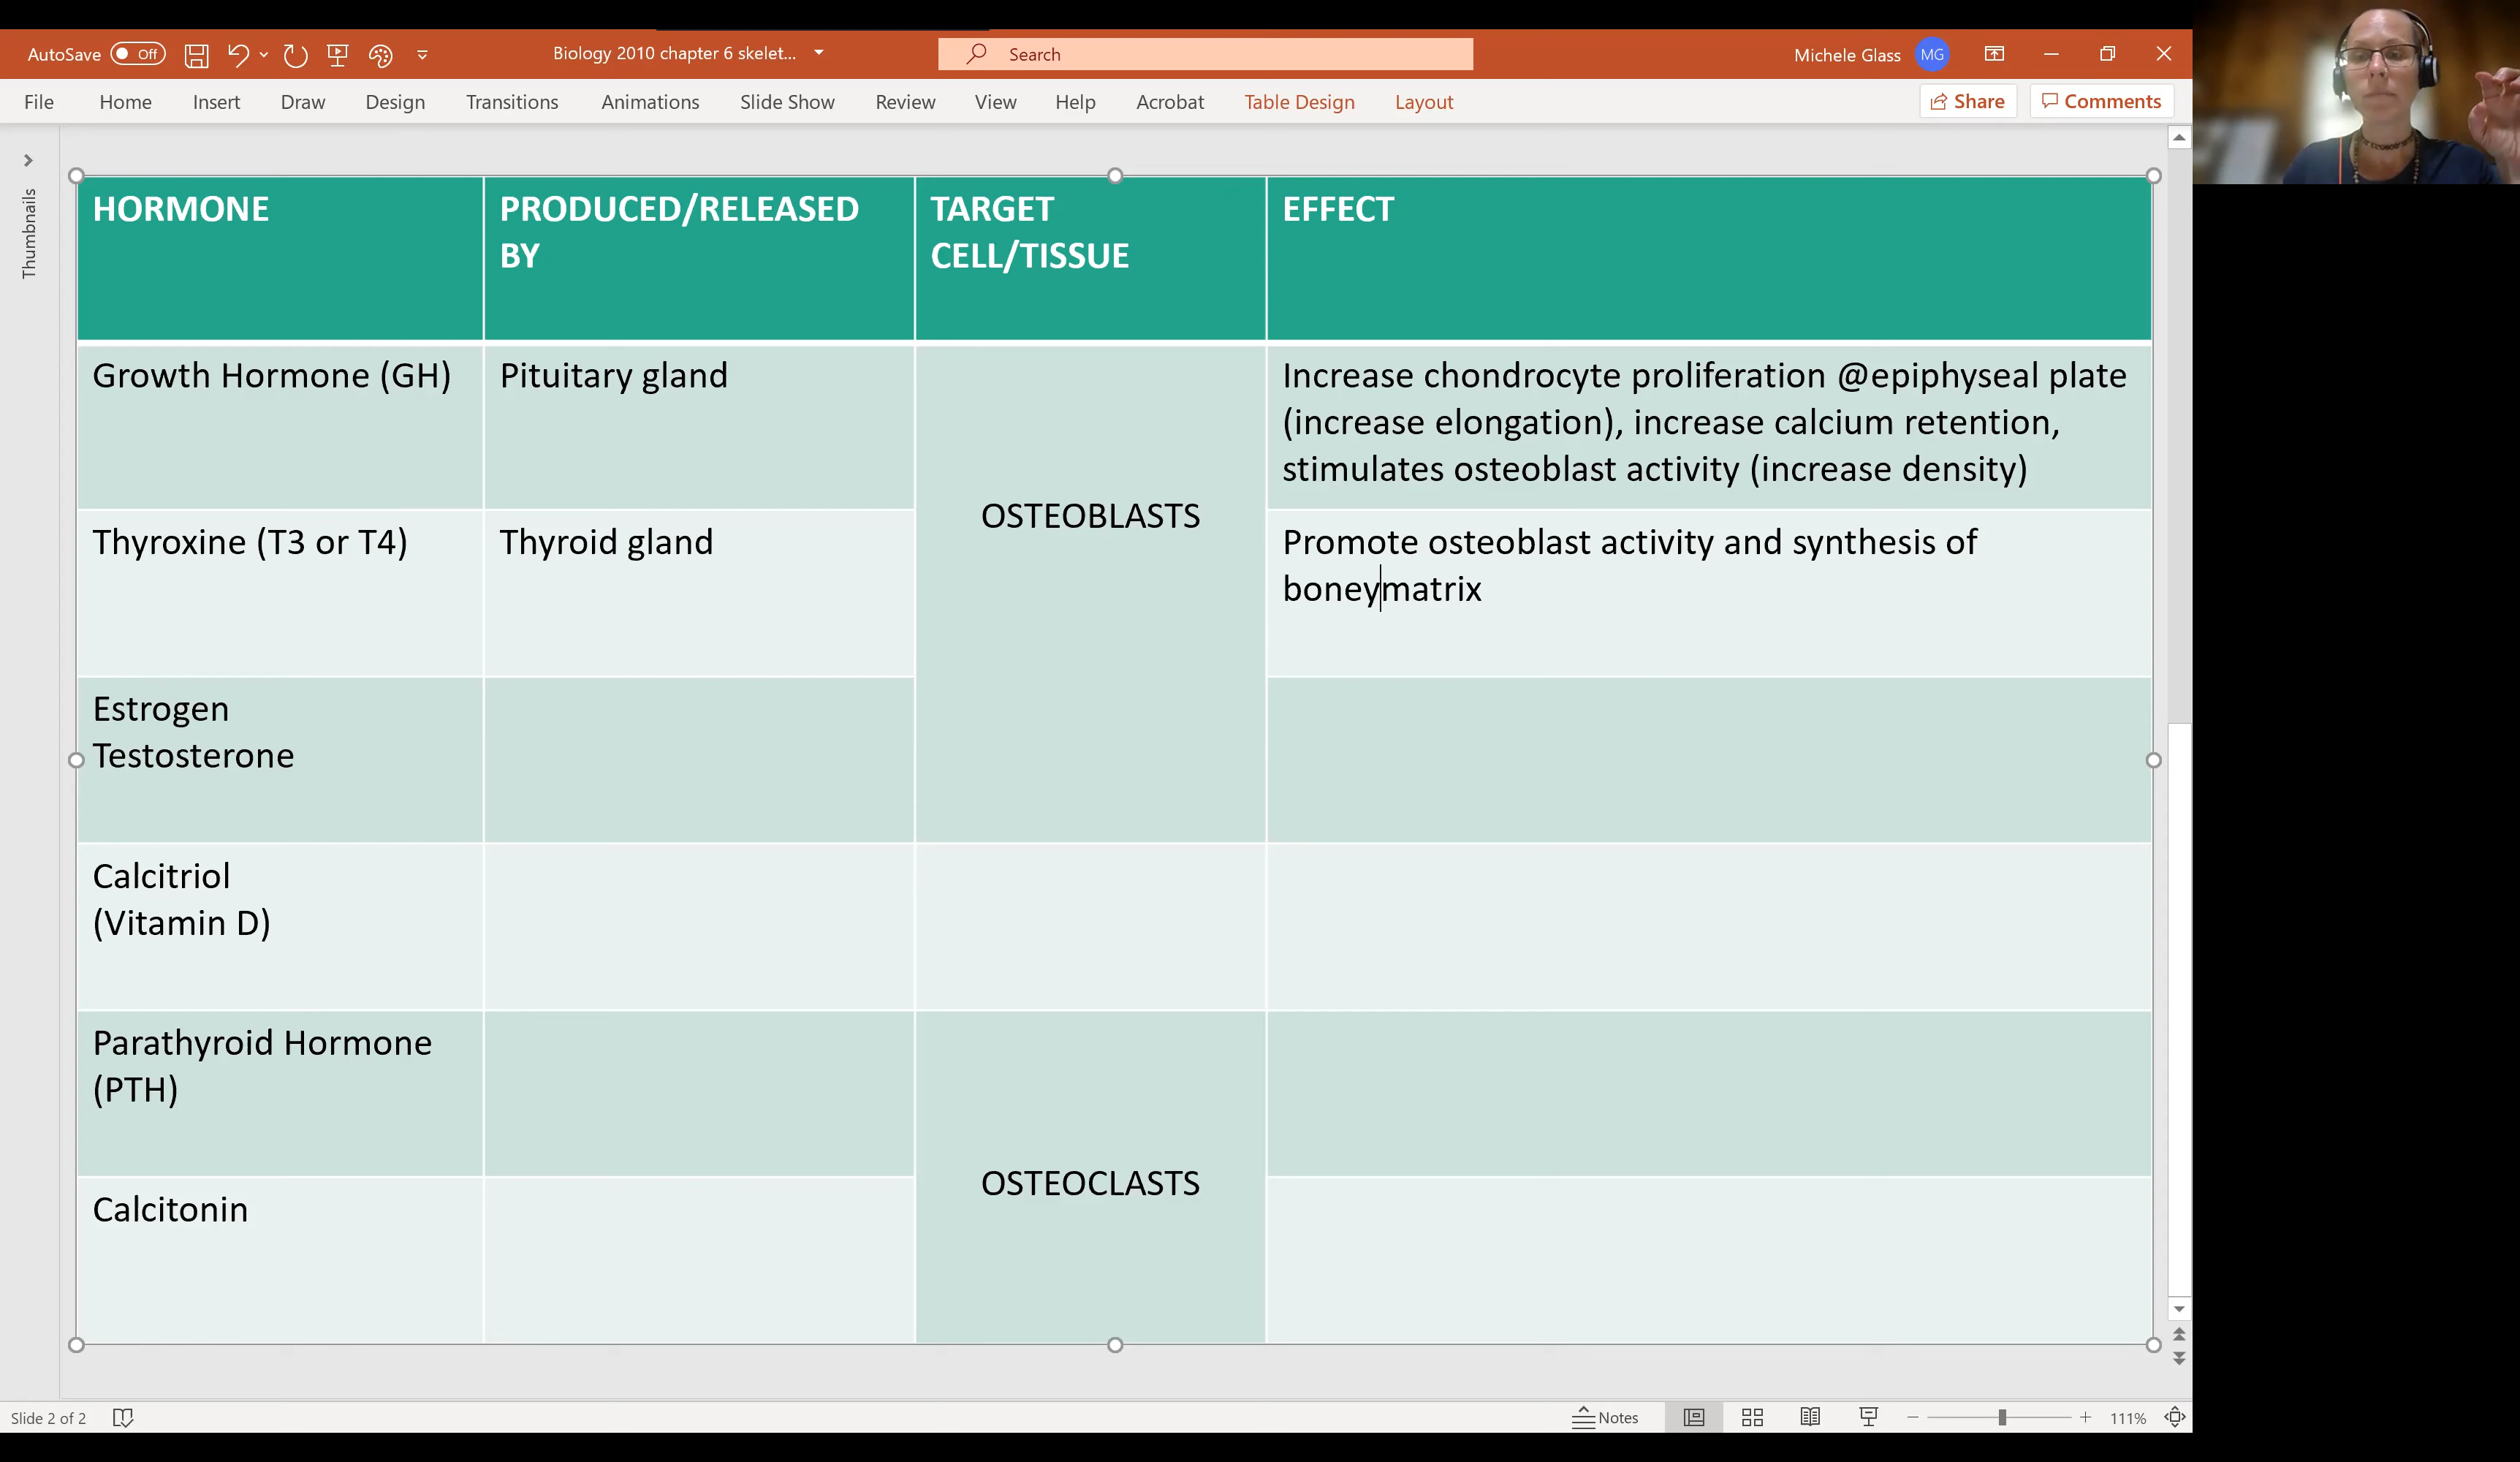 AutoSave Off
Biology 2010 chapter 6 skelet...
Search
Michele Glass MG
File Home Insert Draw Design Transitions Animations Slide Show Review View Help Acrobat Table Design Layout
Share Comments
Thumbnails
HORMONE
PRODUCED/RELEASED
BY
TARGET
CELL/TISSUE
EFFECT
Growth Hormone (GH)
Pituitary gland
OSTEOBLASTS
Increase chondrocyte proliferation @epiphyseal plate
(increase elongation), increase calcium retention,
stimulates osteoblast activity (increase density)
Thyroxine (T3 or T4)
Thyroid gland
Promote osteoblast activity and synthesis of
boneymatrix
Estrogen
Testosterone
Calcitriol
(Vitamin D)
Parathyroid Hormone
(PTH)
OSTEOCLASTS
Calcitonin
Slide 2 of 2
Notes
111%